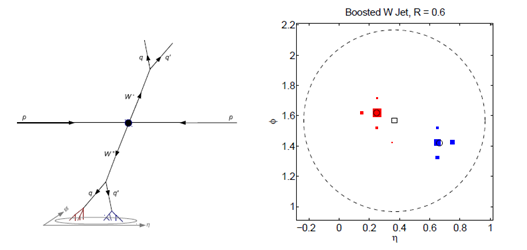 q
q'
W
p
p
W
q
q'
φ
η
Boosted W Jet, R = 0.6
2.2
2
1.8
1.6
1.4
1.2
1
φ
−0.2
0
0.2
0.4
0.6
0.8
1
η